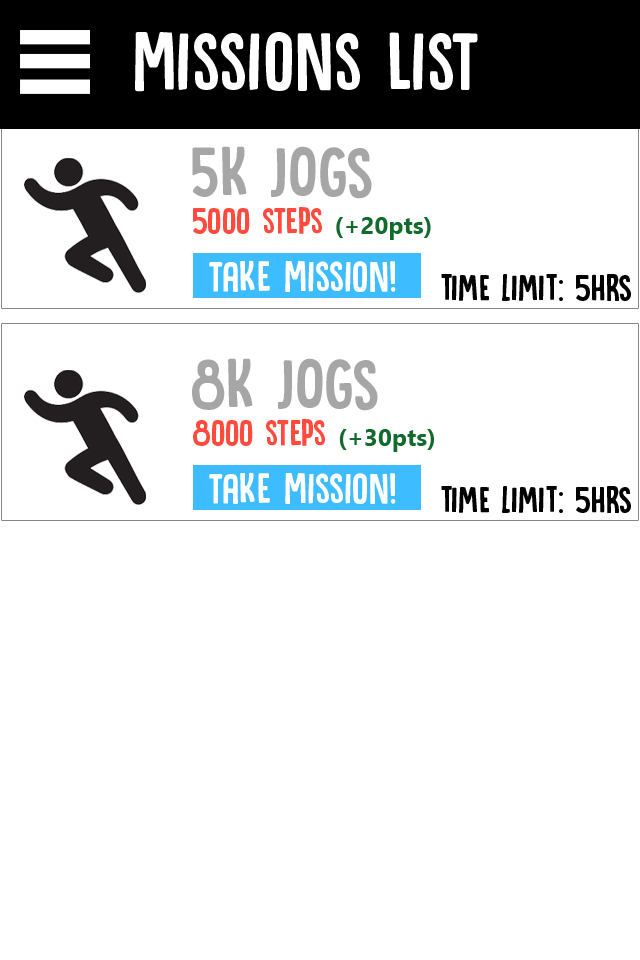 MISSIONS LIST
5K JOGS
5000 STEPS (+20pts)
TAKE MISSION!
TIME LIMIT: 5HRS
8K JOGS
8000 STEPS (+30pts)
TAKE MISSION!
TIME LIMIT: 5HRS